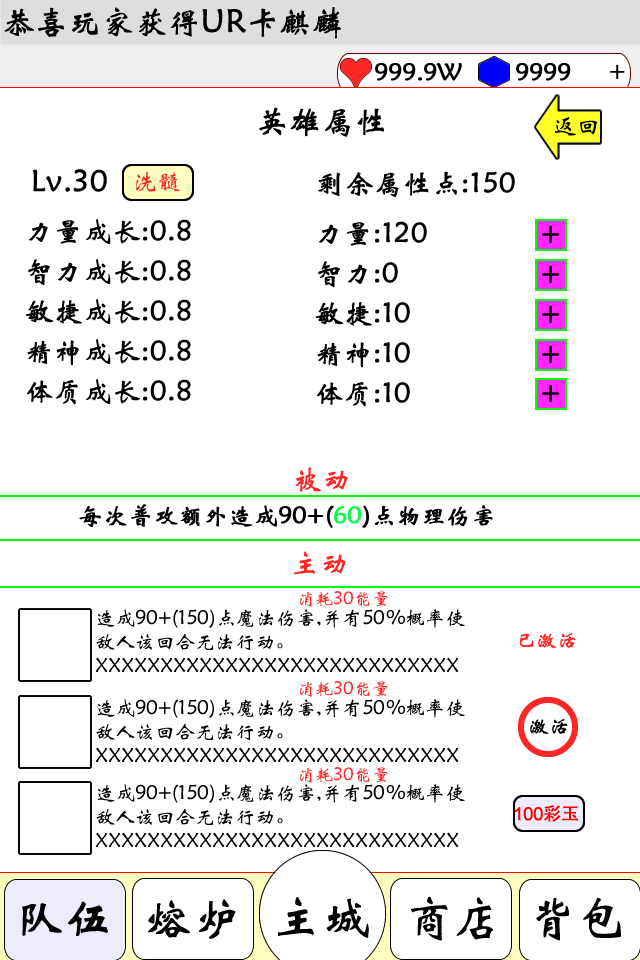 恭喜玩家获得UR卡麒麟
999.9W 9999 +
英雄属性
返回
Lv.30 洗髓 剩余属性点:150
力量成长:0.8 力量:120 +
智力成长:0.8 智力:0 +
敏捷成长:0.8 敏捷:10 +
精神成长:0.8 精神:10 +
体质成长:0.8 体质:10 +
被动
每次普攻额外造成90+(60)点物理伤害
主动
消耗30能量
造成90+(150)点魔法伤害,并有50%概率使
敌人该回合无法行动。
已激活
XXXXXXXXXXXXXXXXXXXXXXXXXXXX
消耗30能量
造成90+(150)点魔法伤害,并有50%概率使
敌人该回合无法行动。
激活
XXXXXXXXXXXXXXXXXXXXXXXXXXXX
消耗30能量
造成90+(150)点魔法伤害,并有50%概率使
敌人该回合无法行动。
100彩玉
XXXXXXXXXXXXXXXXXXXXXXXXXXXX
队伍 熔炉 主城 商店 背包